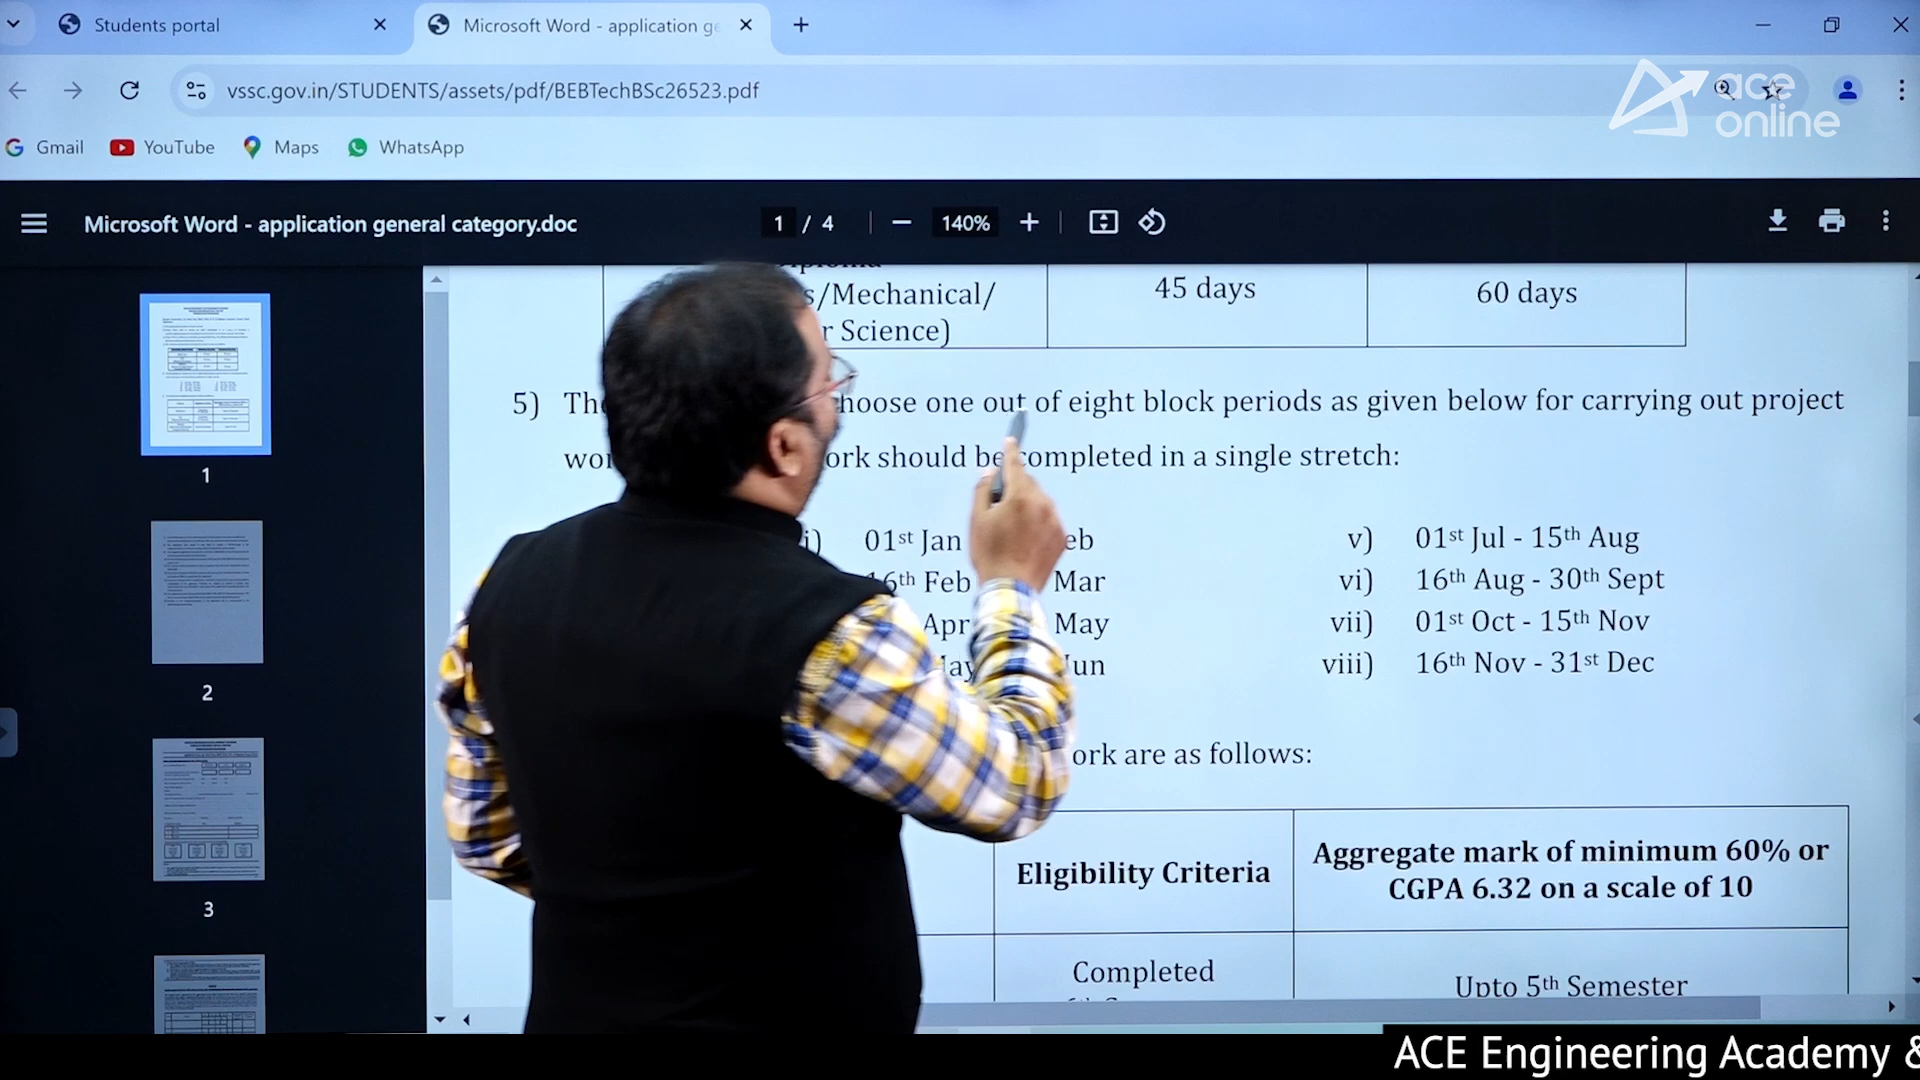 Students portal
Microsoft Word - application ge
vssc.gov.in/STUDENTS/assets/pdf/BEBTechBSc26523.pdf
ace
online
Gmail
YouTube
Maps
WhatsApp
Microsoft Word - application general category.doc
1 / 4
140%
s/Mechanical/
r Science)
45 days
60 days
5)
hoose one out of eight block periods as given below for carrying out project
ork should be completed in a single stretch:
i) 01st Jan
eb
16th Feb
Mar
Apr
May
ay
Jun
v) 01st Jul - 15th Aug
vi) 16th Aug - 30th Sept
vii) 01st Oct - 15th Nov
viii) 16th Nov - 31st Dec
ork are as follows:
Eligibility Criteria
Aggregate mark of minimum 60% or
CGPA 6.32 on a scale of 10
Completed
Upto 5th Semester
1
2
3
ACE Engineering Academy &